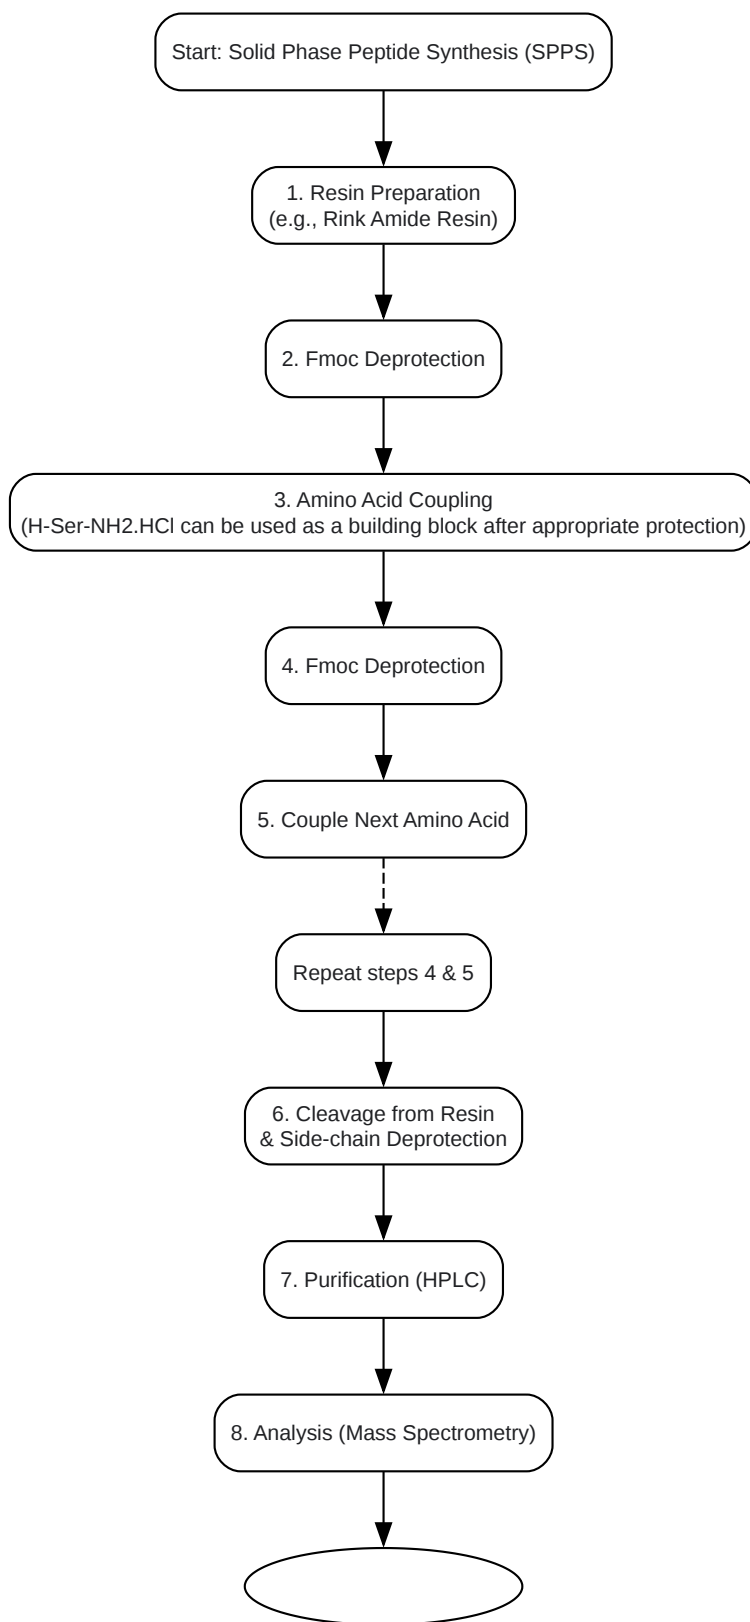 Start: Solid Phase Peptide Synthesis (SPPS)
1. Resin Preparation
(e.g., Rink Amide Resin)
2. Fmoc Deprotection
3. Amino Acid Coupling
(H-Ser-NH2.HCl can be used as a building block after appropriate protection)
4. Fmoc Deprotection
5. Couple Next Amino Acid
Repeat steps 4 & 5
6. Cleavage from Resin
& Side-chain Deprotection
7. Purification (HPLC)
8. Analysis (Mass Spectrometry)